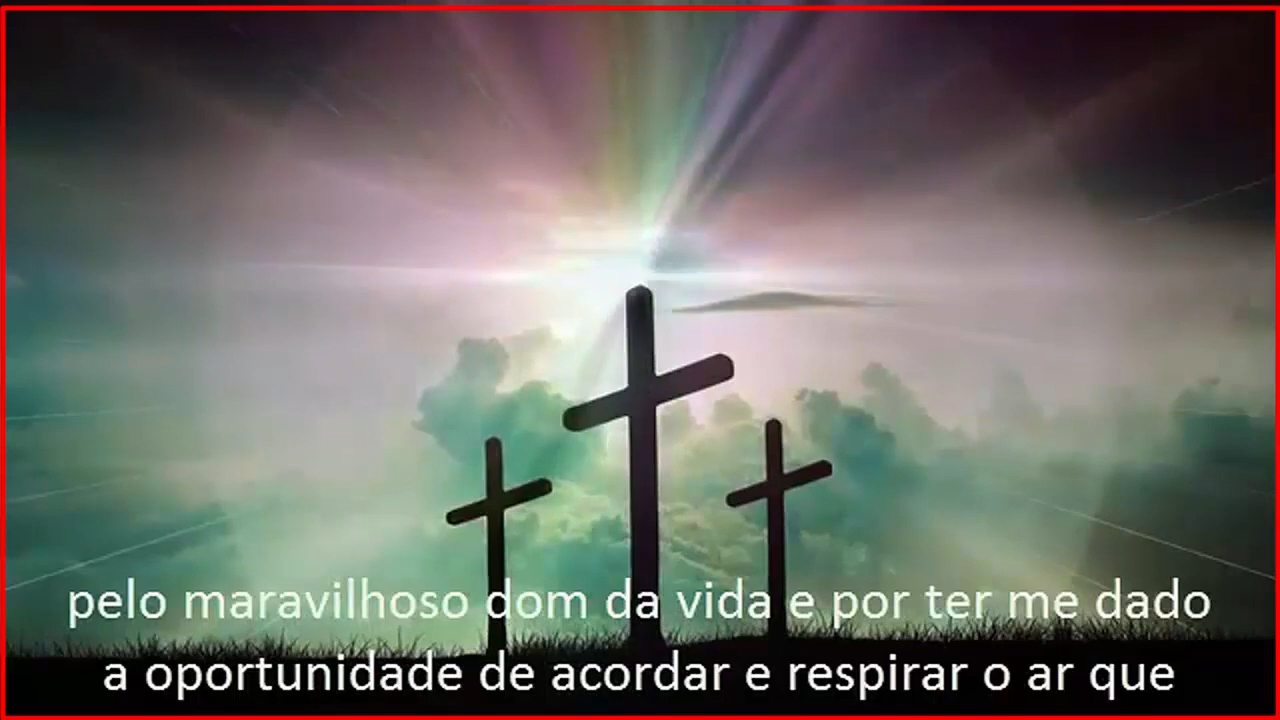 pelo maravilhoso dom da vida e por ter me dado
a oportunidade de acordar e respirar o ar que